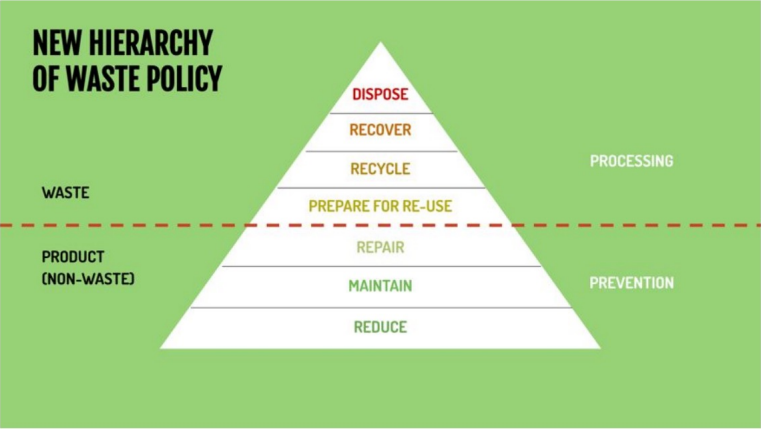 NEW HIERARCHY
OF WASTE POLICY
DISPOSE
RECOVER
RECYCLE
PREPARE FOR RE-USE
REPAIR
MAINTAIN
REDUCE
WASTE
PRODUCT
(NON-WASTE)
PROCESSING
PREVENTION